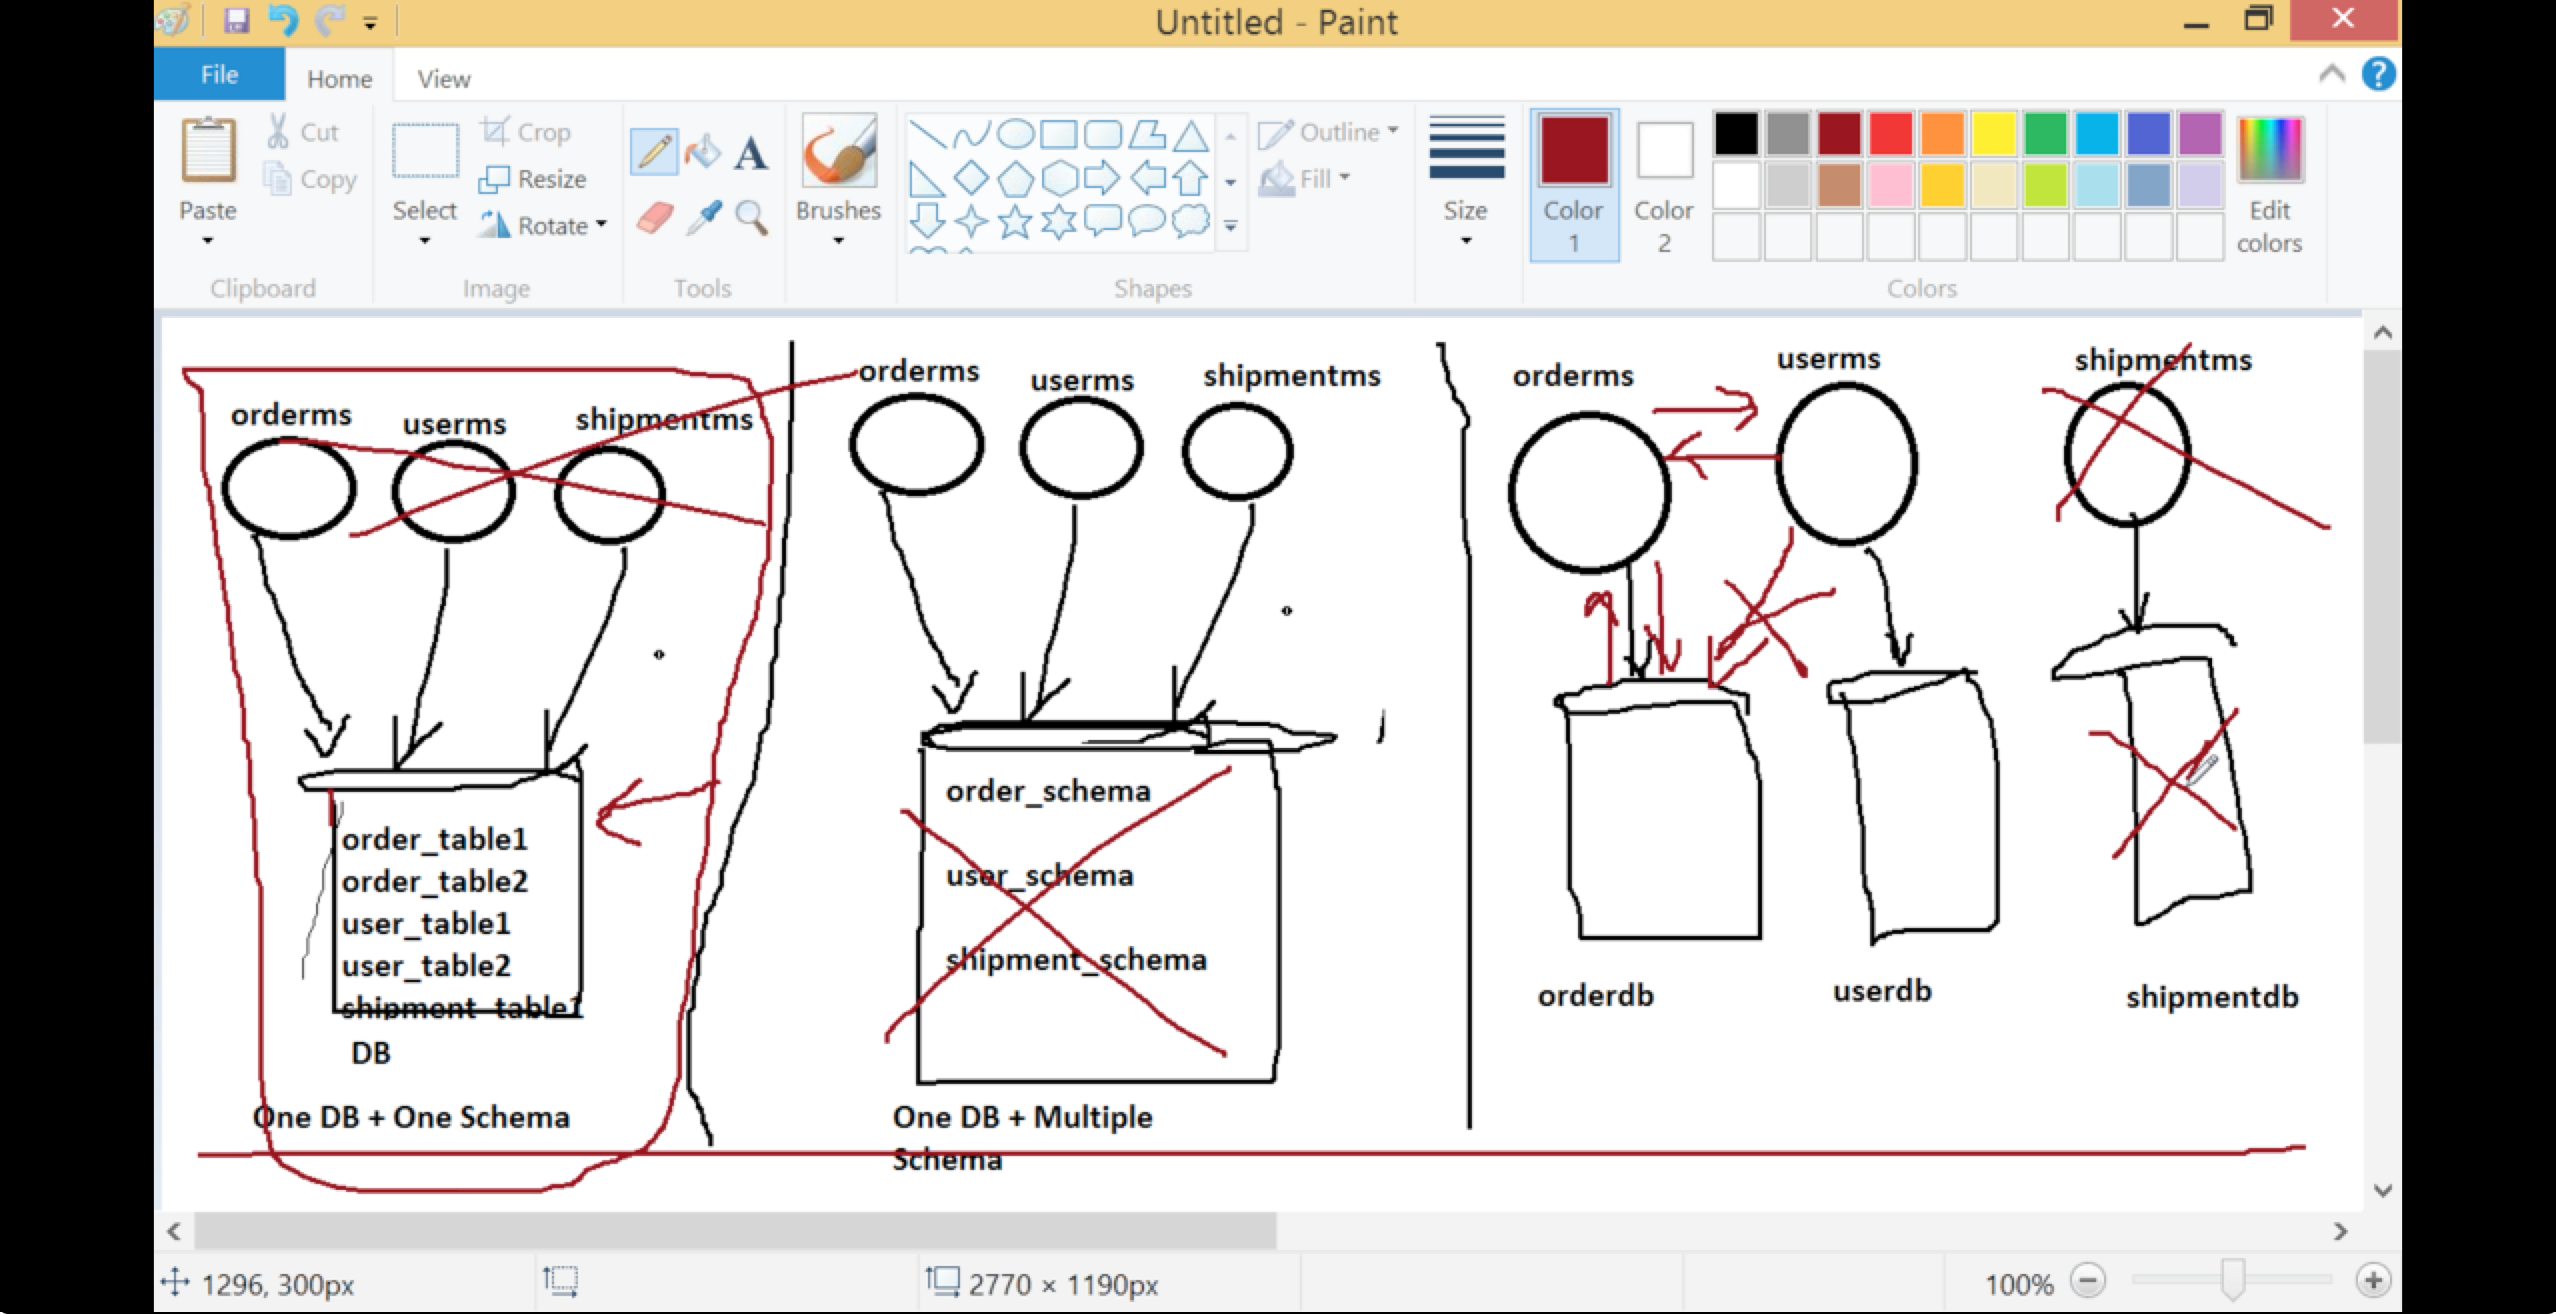 Untitled - Paint
File
Home
View
Paste
Cut
Copy
Clipboard
Select
Crop
Resize
Rotate
Image
Tools
Brushes
Shapes
Outline
Fill
Size
Color 1
Color 2
Edit colors
Colors
orderms
userms
shipmentms
order_table1
order_table2
user_table1
user_table2
shipment_table1
DB
One DB + One Schema
orderms
userms
shipmentms
order_schema
user_schema
shipment_schema
One DB + Multiple
Schema
orderms
userms
shipmentms
orderdb
userdb
shipmentdb
1296, 300px
2770 × 1190px
100%